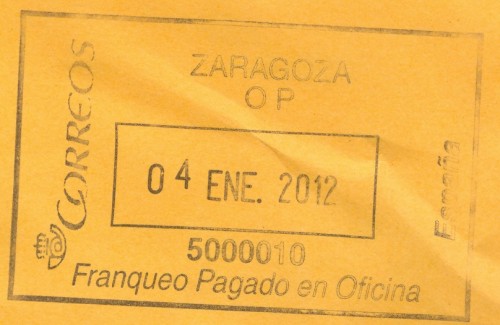 CORREOS
ZARAGOZA
O P
04 ENE. 2012
5000010
Franqueo Pagado en Oficina
España